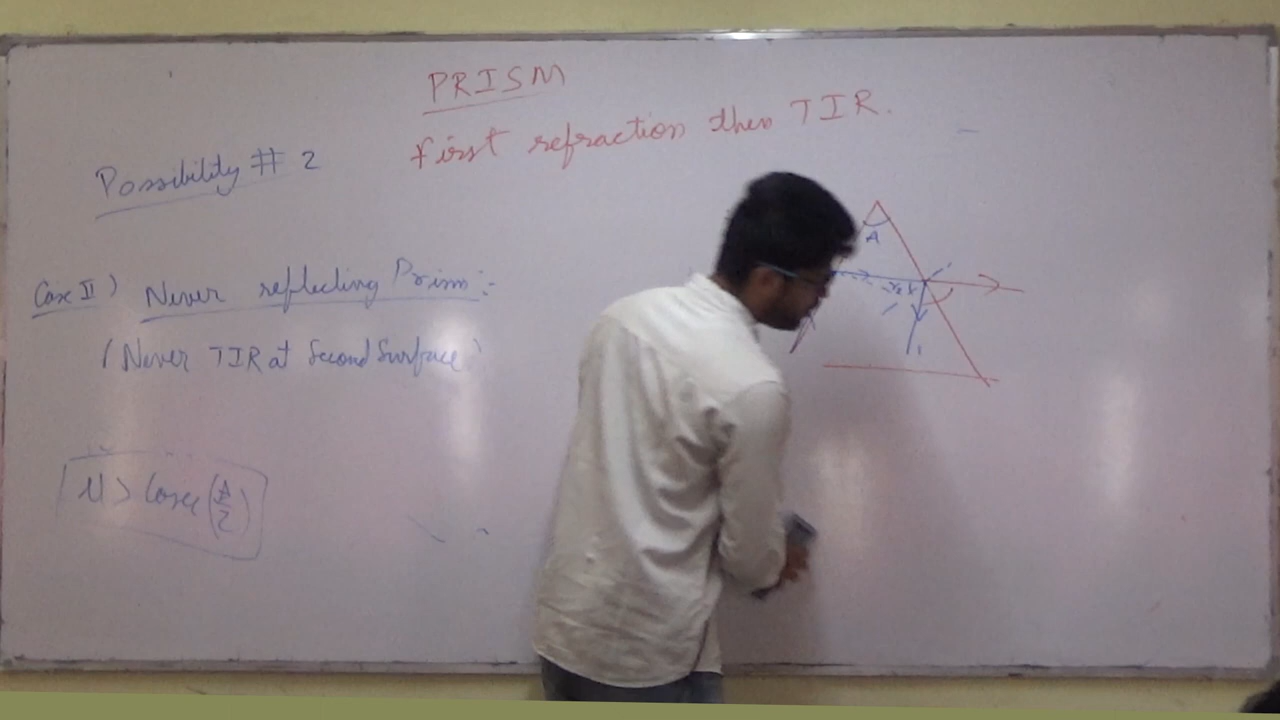 PRISM
first refraction then TIR.
Possibility # 2
Case II) Never reflecting Prism:-
(Never TIR at Second Surface)
μ > Cosec (A/2)
A